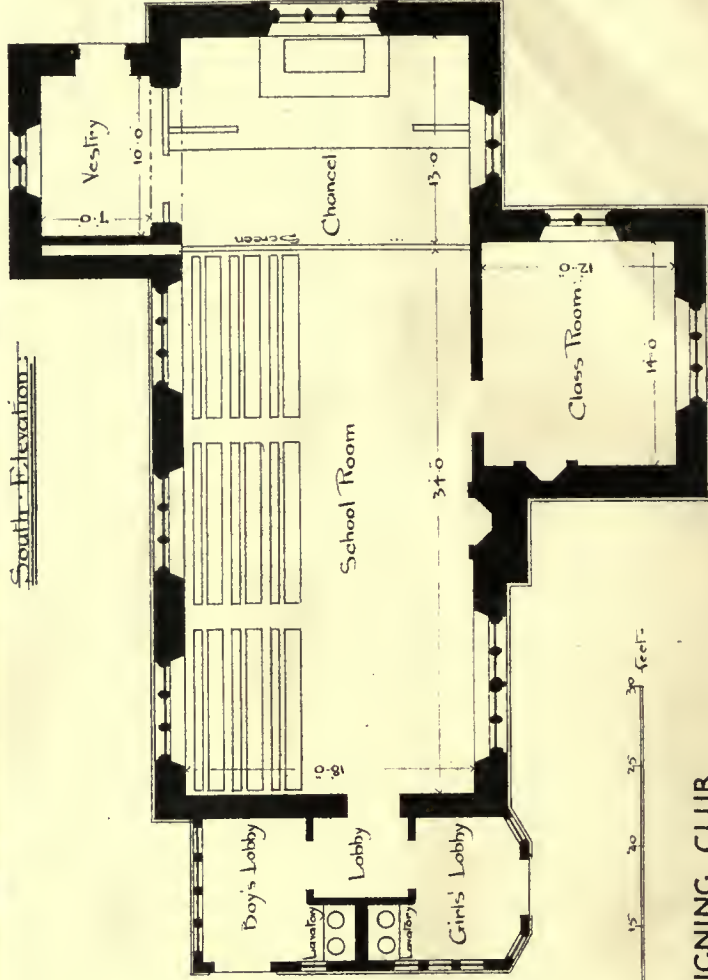 South · Elevation :
Vestry
10·0
7·0
Chancel
13·0
Screen
School Room
34·0
18·0
Class Room
12·0
14·0
Boy's Lobby
Lavatory
Lobby
Lavatory
Girls' Lobby
15
20
25
30 feet
IGNING CLUB